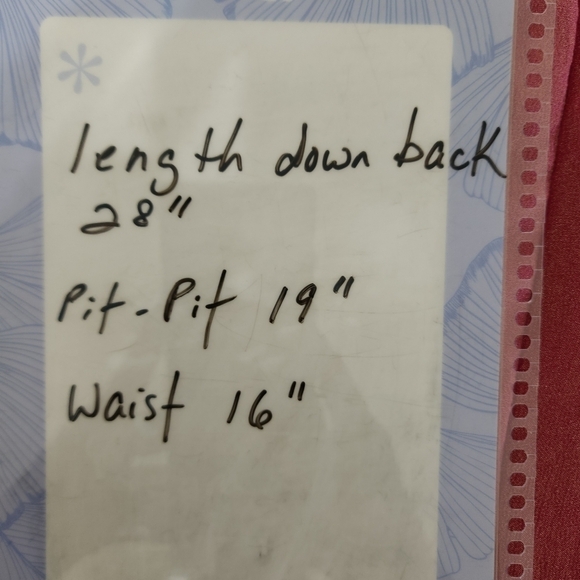 length down back
28"
Pit-Pit 19"
Waist 16"